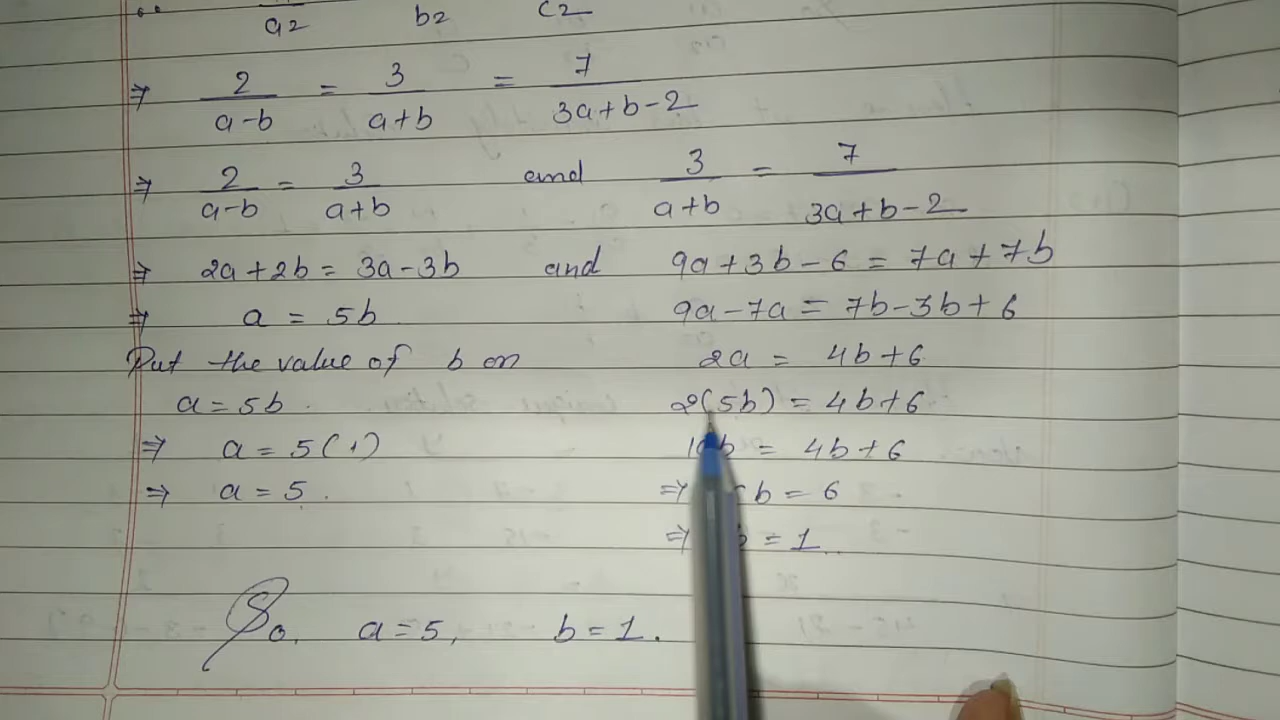 a2 b2 c2
⇒ 2/(a-b) = 3/(a+b) = 7/(3a+b-2)
⇒ 2/(a-b) = 3/(a+b) and 3/(a+b) = 7/(3a+b-2)
⇒ 2a+2b = 3a-3b and 9a+3b-6 = 7a+7b
⇒ a = 5b 9a-7a = 7b-3b+6
Put the value of b on 2a = 4b+6
a = 5b. 2(5b) = 4b+6
⇒ a = 5(1) 10b = 4b+6
⇒ a = 5. ⇒ b = 6
⇒ b = 1.
So, a = 5, b = 1.